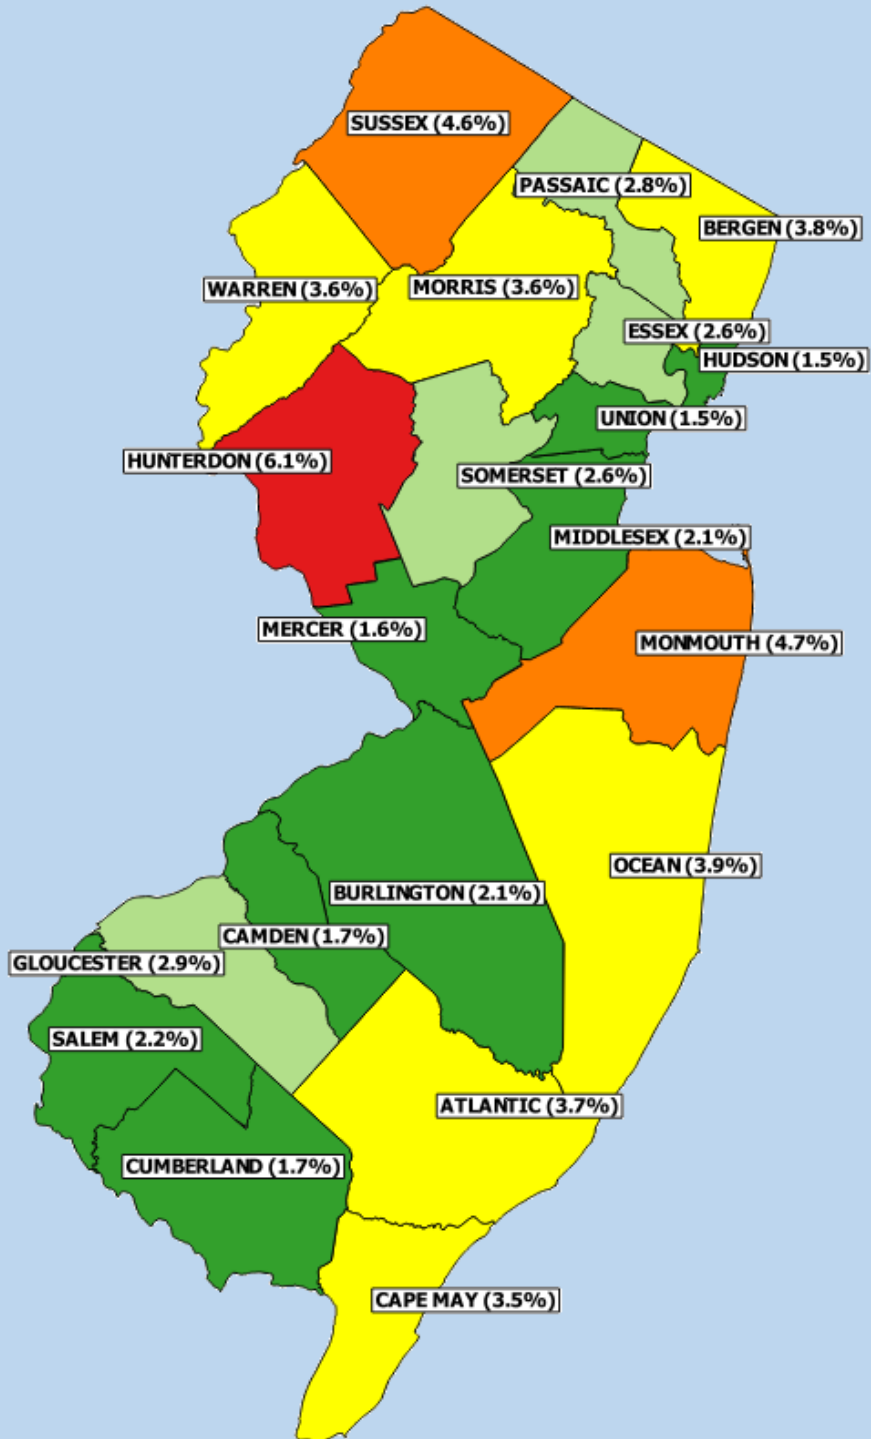 SUSSEX (4.6%)
PASSAIC (2.8%)
BERGEN (3.8%)
WARREN (3.6%)
MORRIS (3.6%)
ESSEX (2.6%)
HUDSON (1.5%)
UNION (1.5%)
HUNTERDON (6.1%)
SOMERSET (2.6%)
MIDDLESEX (2.1%)
MERCER (1.6%)
MONMOUTH (4.7%)
OCEAN (3.9%)
BURLINGTON (2.1%)
CAMDEN (1.7%)
GLOUCESTER (2.9%)
SALEM (2.2%)
ATLANTIC (3.7%)
CUMBERLAND (1.7%)
CAPE MAY (3.5%)